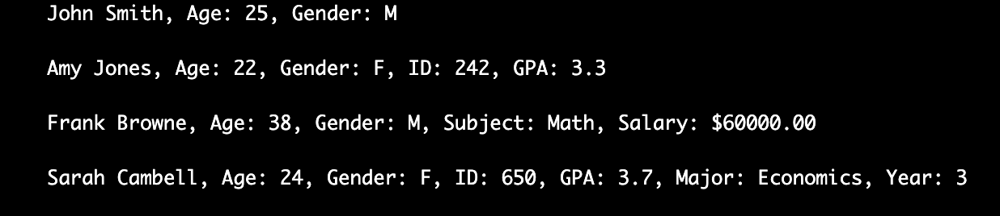 John Smith, Age: 25, Gender: M
Amy Jones, Age: 22, Gender: F, ID: 242, GPA: 3.3
Frank Browne, Age: 38, Gender: M, Subject: Math, Salary: $60000.00
Sarah Cambell, Age: 24, Gender: F, ID: 650, GPA: 3.7, Major: Economics, Year: 3